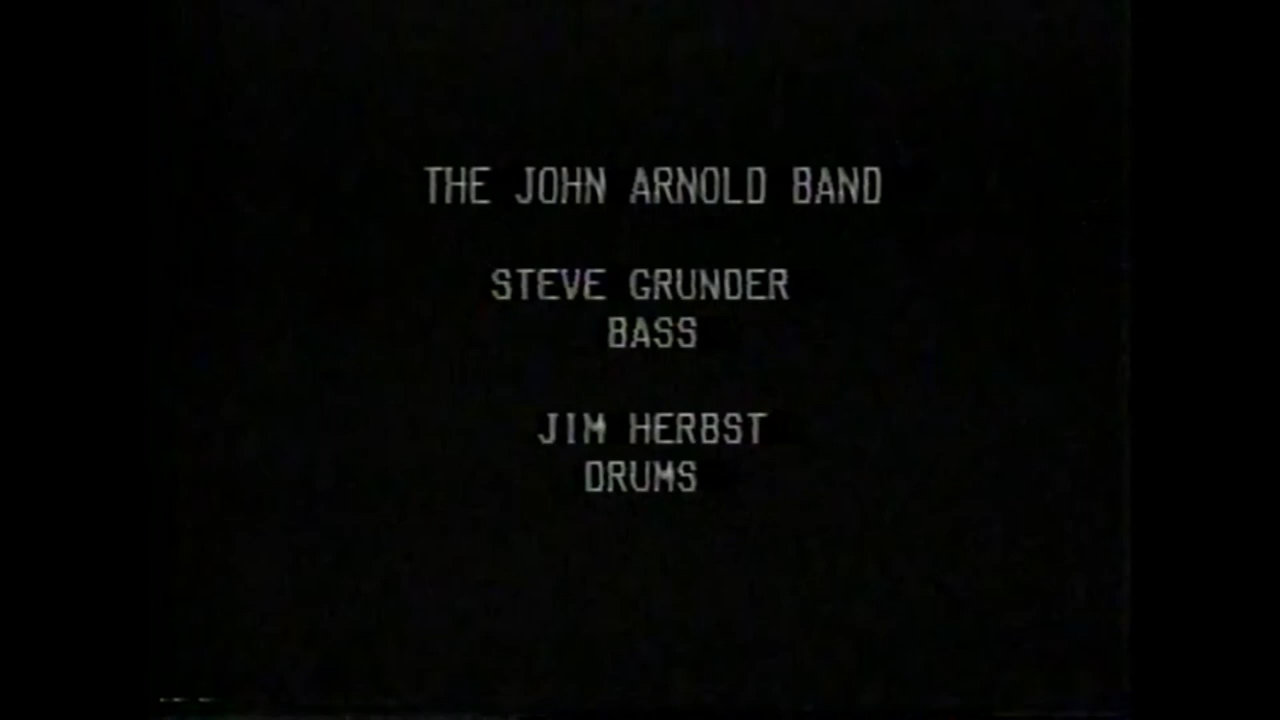 THE JOHN ARNOLD BAND
STEVE GRUNDER
BASS
JIM HERBST
DRUMS